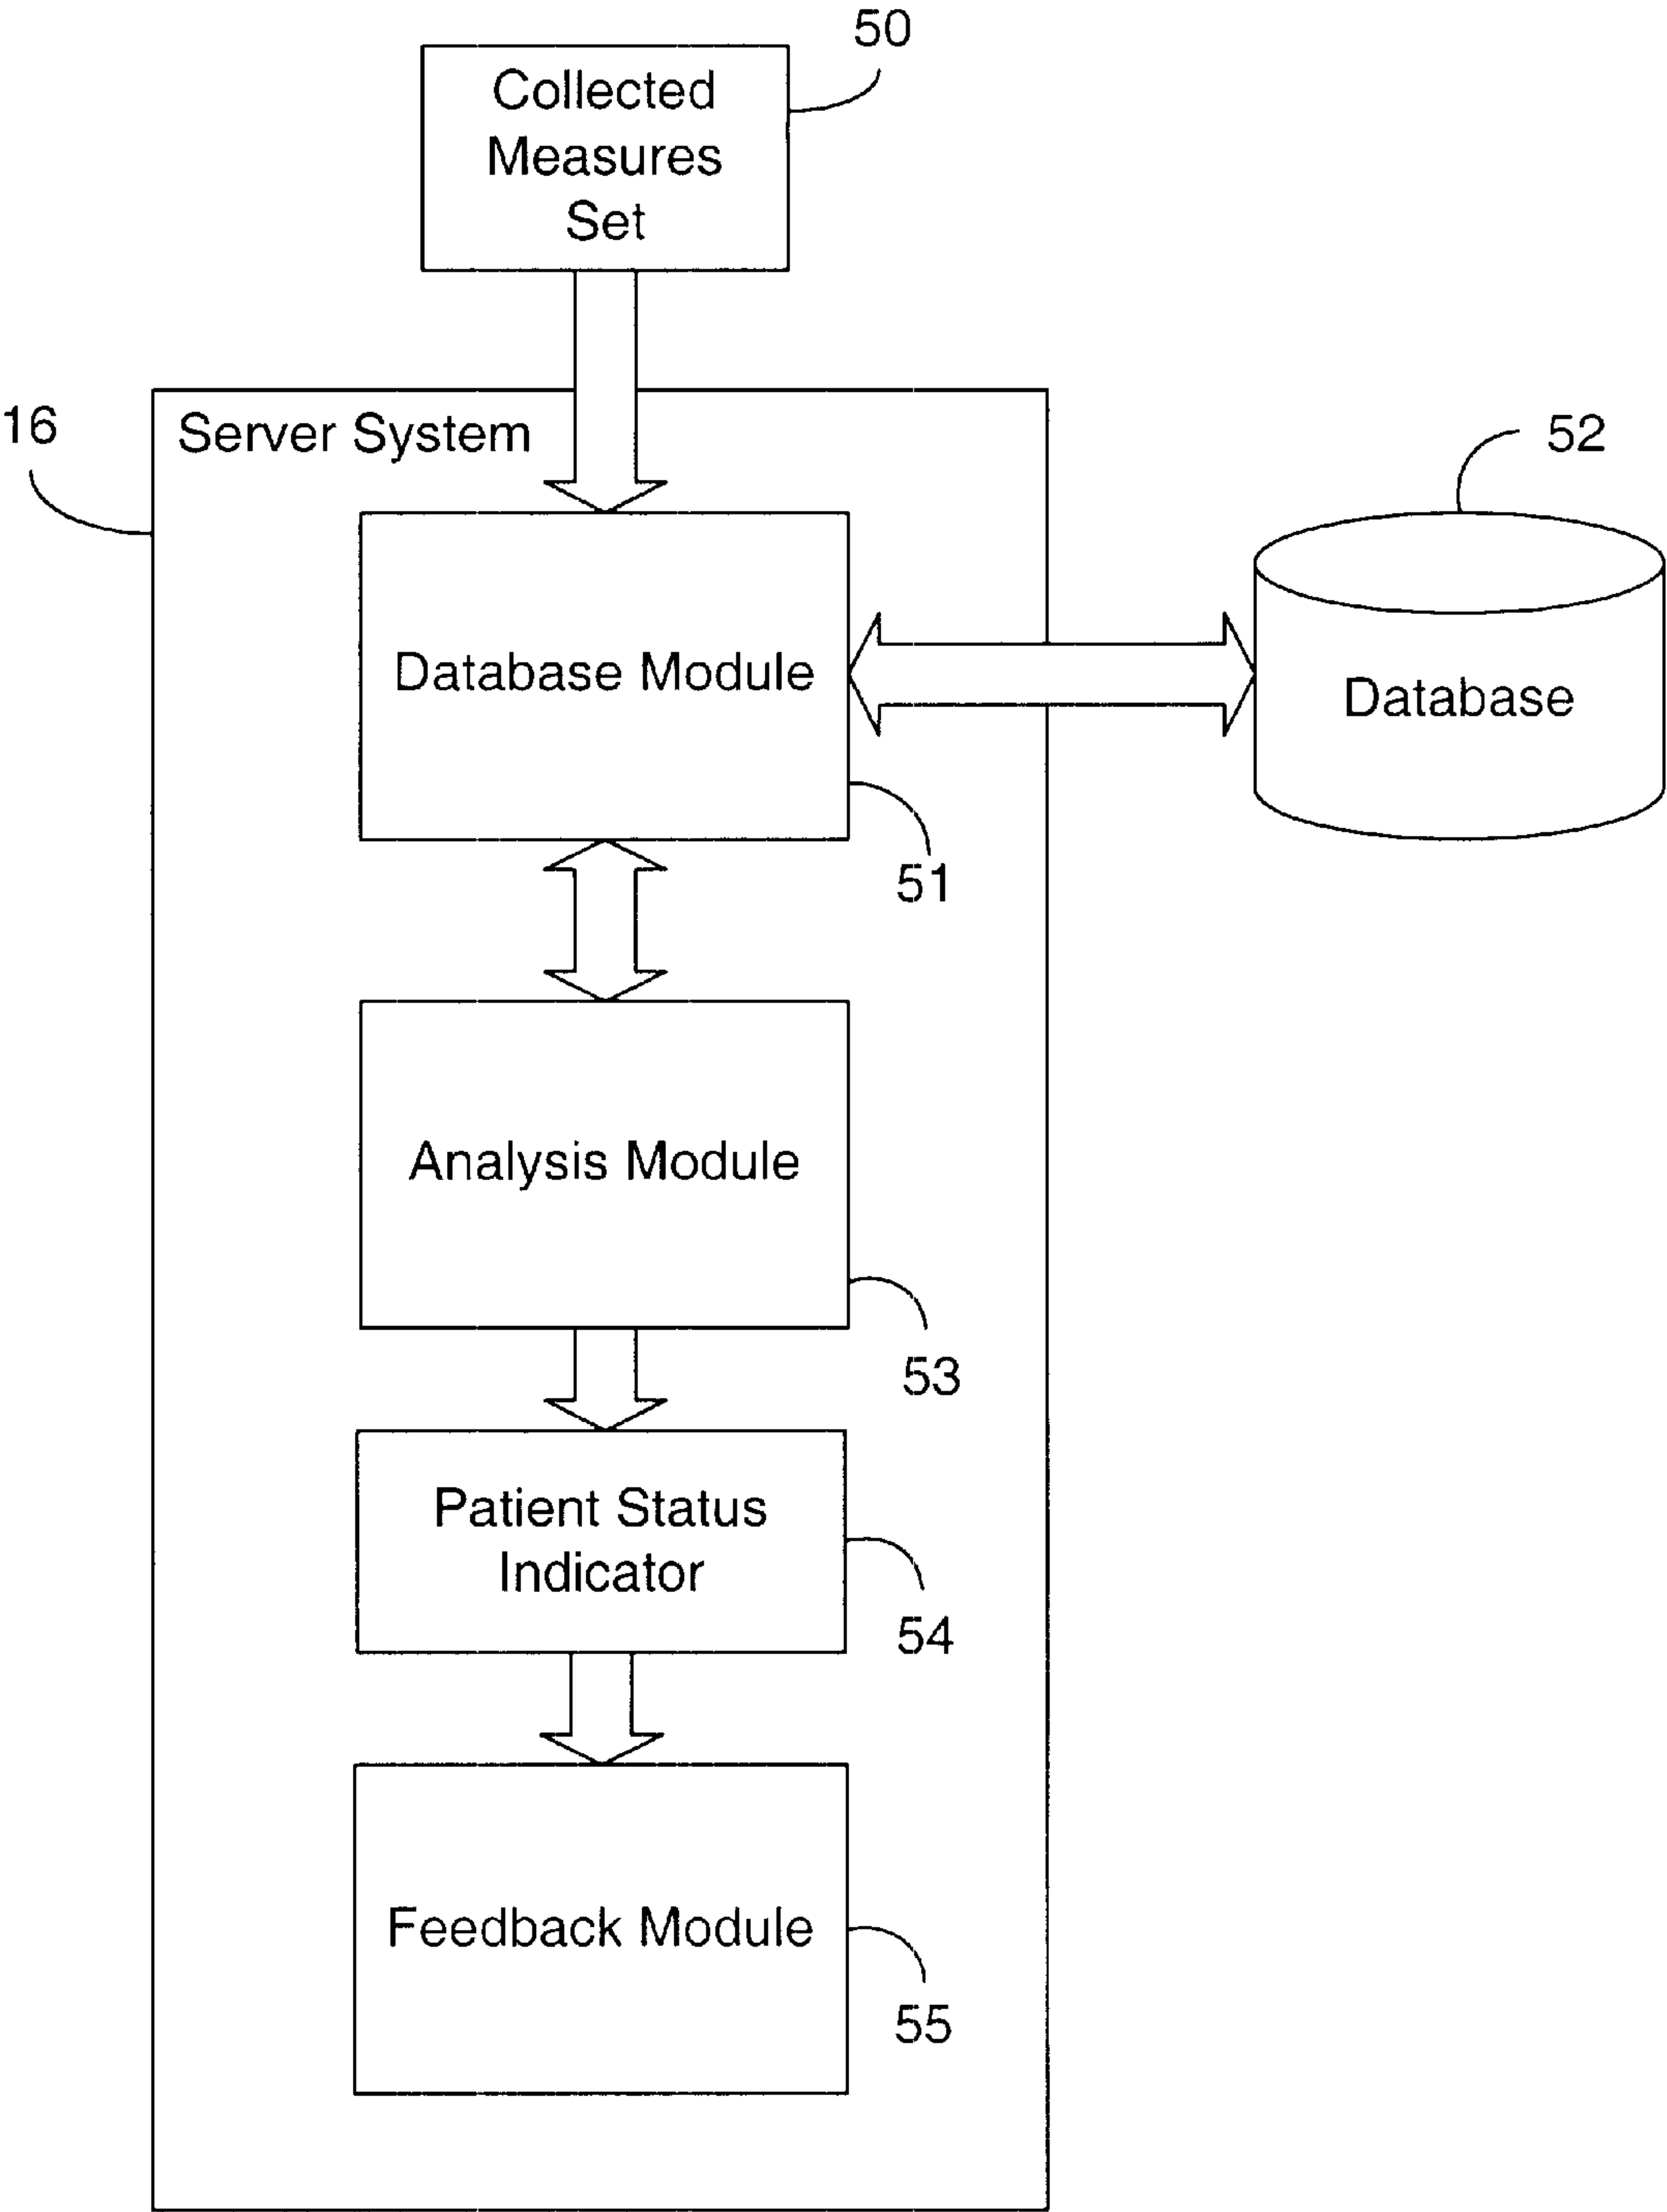 50
Collected
Measures
Set
16
Server System
52
Database Module
Database
51
Analysis Module
53
Patient Status
Indicator
54
Feedback Module
55